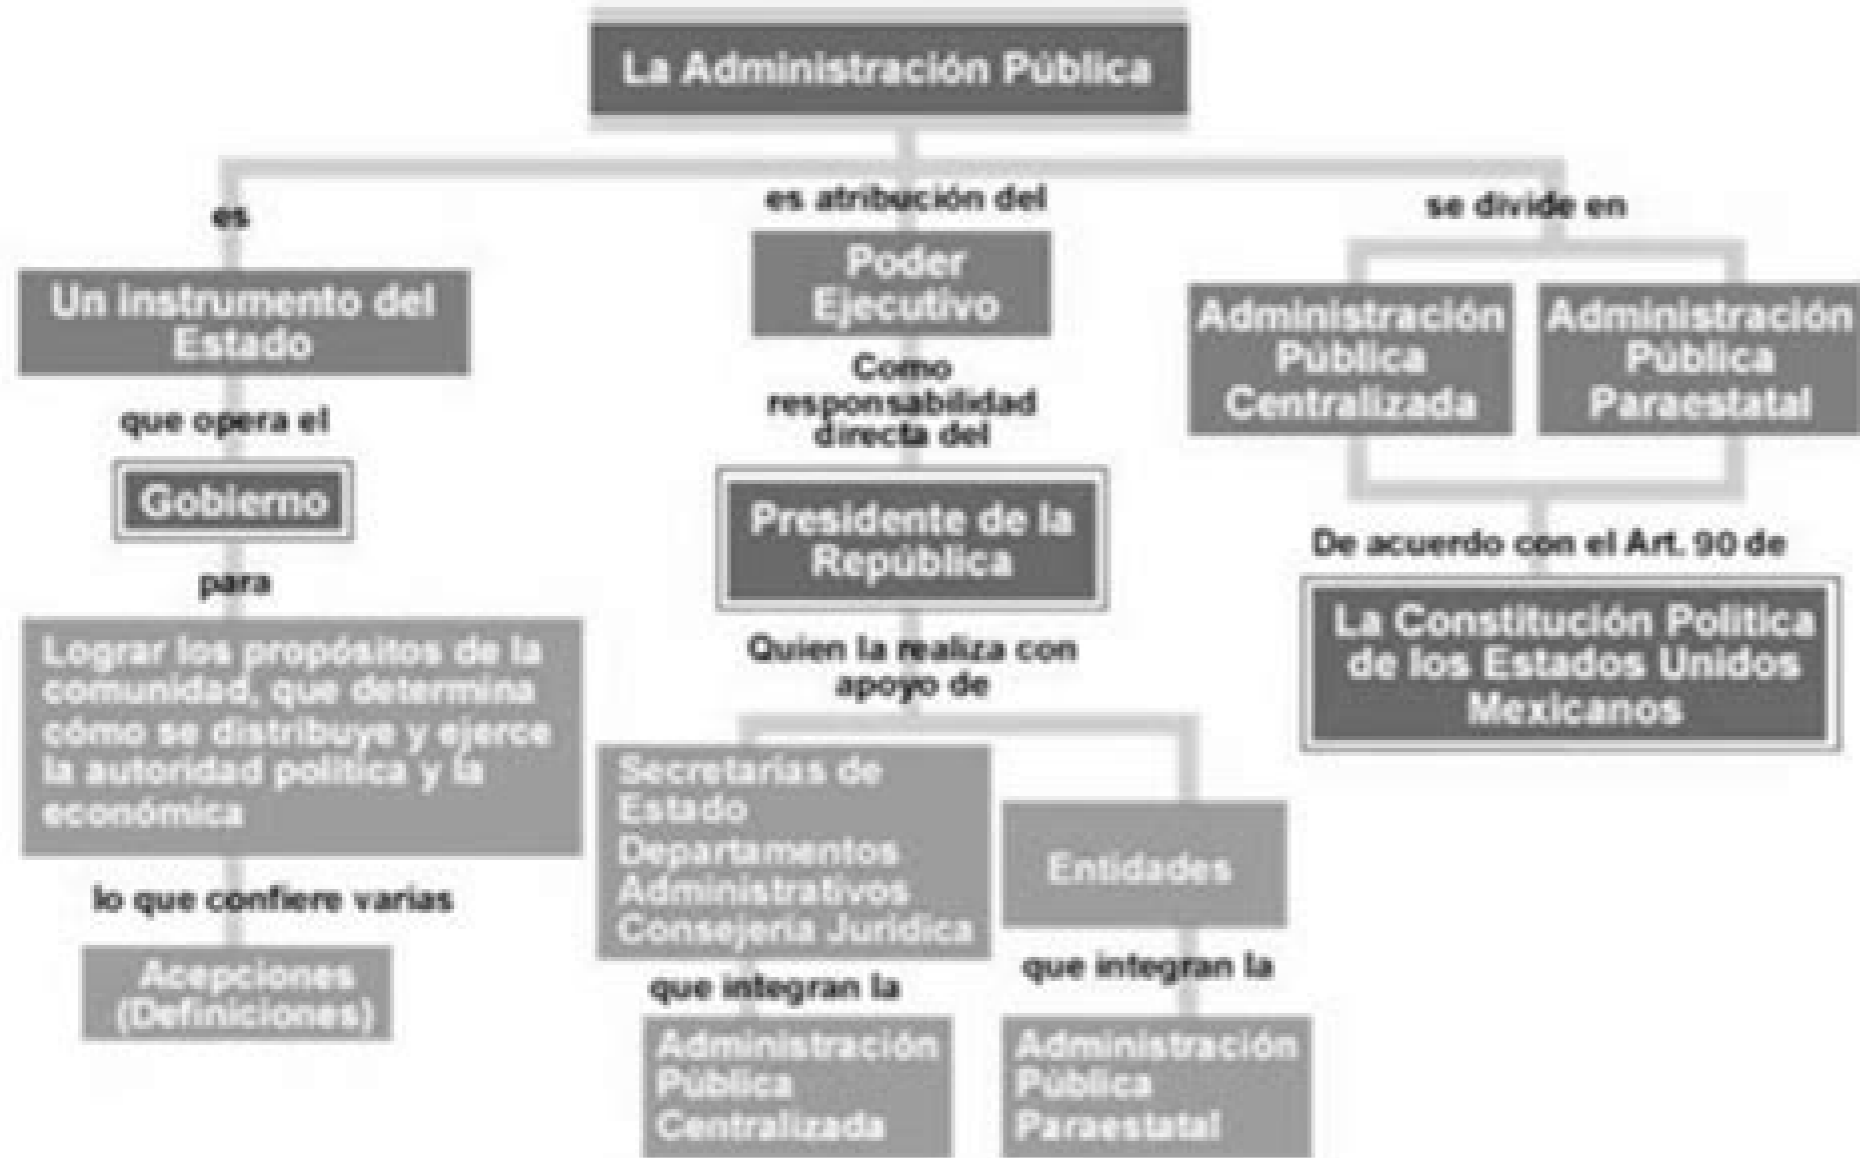 La Administración Pública
es
Un instrumento del
Estado
que opera el
Gobierno
para
Lograr los propósitos de la
comunidad, que determina
cómo se distribuye y ejerce
la autoridad política y la
económica
lo que confiere varias
Acepciones
(Definiciones)
es atribución del
Poder
Ejecutivo
Como
responsabilidad
directa del
Presidente de la
República
Quien la realiza con
apoyo de
Secretarías de
Estado
Departamentos
Administrativos
Consejería Jurídica
que integran la
Administración
Pública
Centralizada
Entidades
que integran la
Administración
Pública
Paraestatal
se divide en
Administración
Pública
Centralizada
Administración
Pública
Paraestatal
De acuerdo con el Art. 90 de
La Constitución Política
de los Estados Unidos
Mexicanos